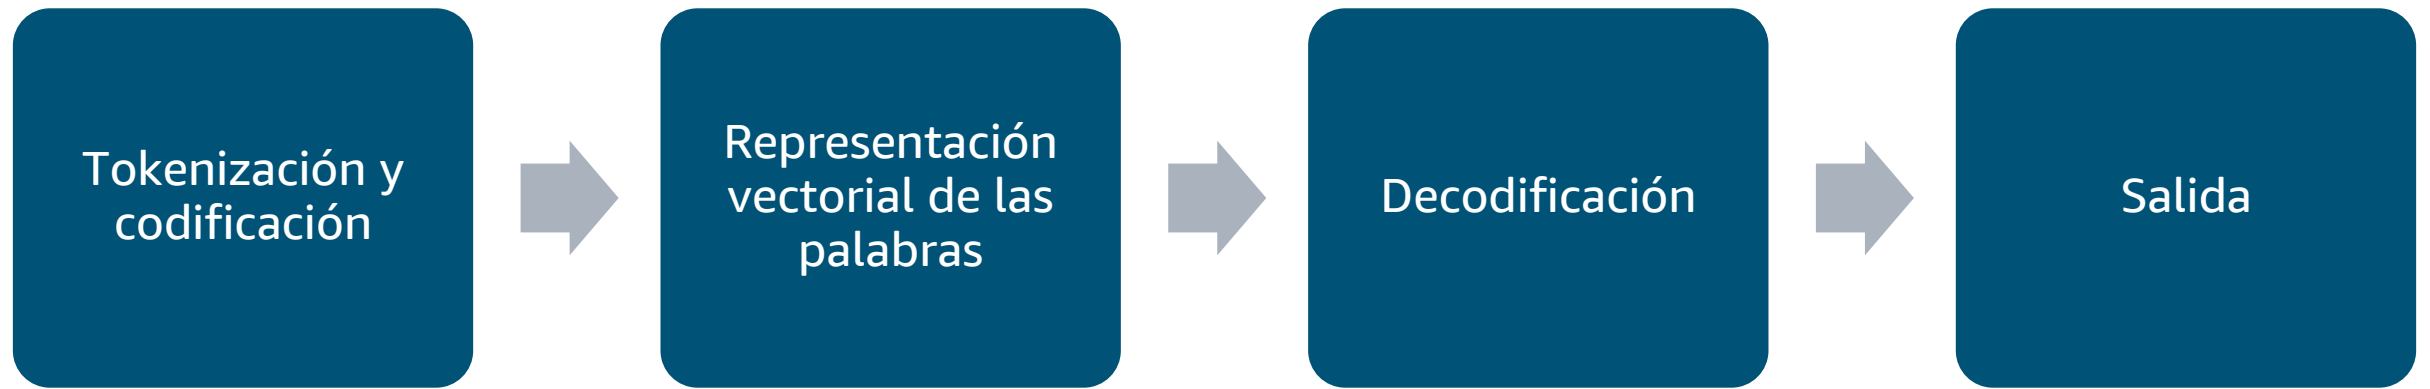 Tokenización y
codificación
Representación
vectorial de las
palabras
Decodificación
Salida